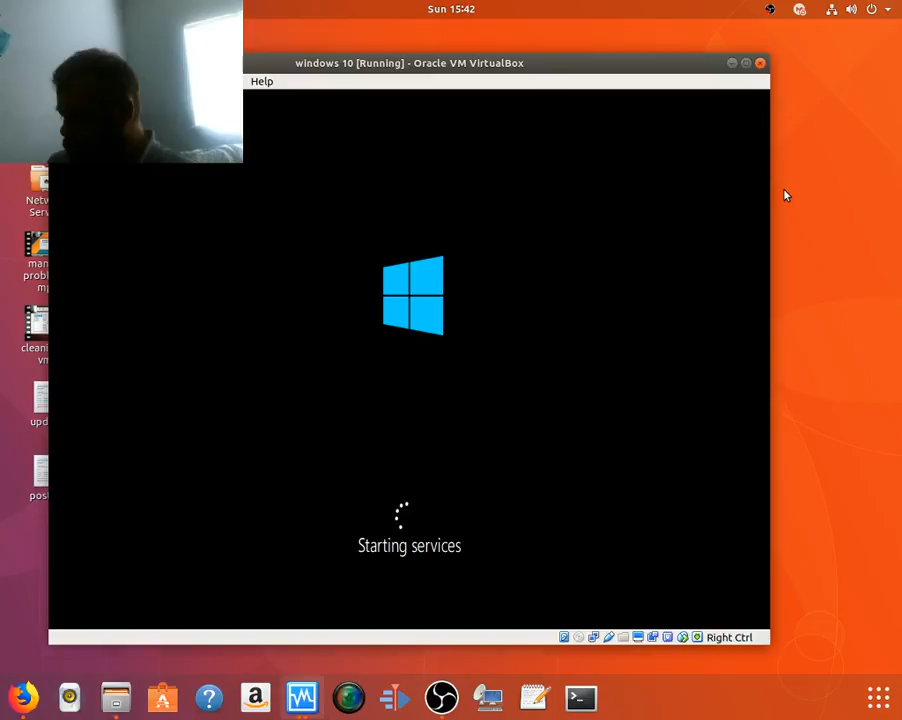 Sun 15:42
windows 10 [Running] - Oracle VM VirtualBox
Help
Starting services
Right Ctrl